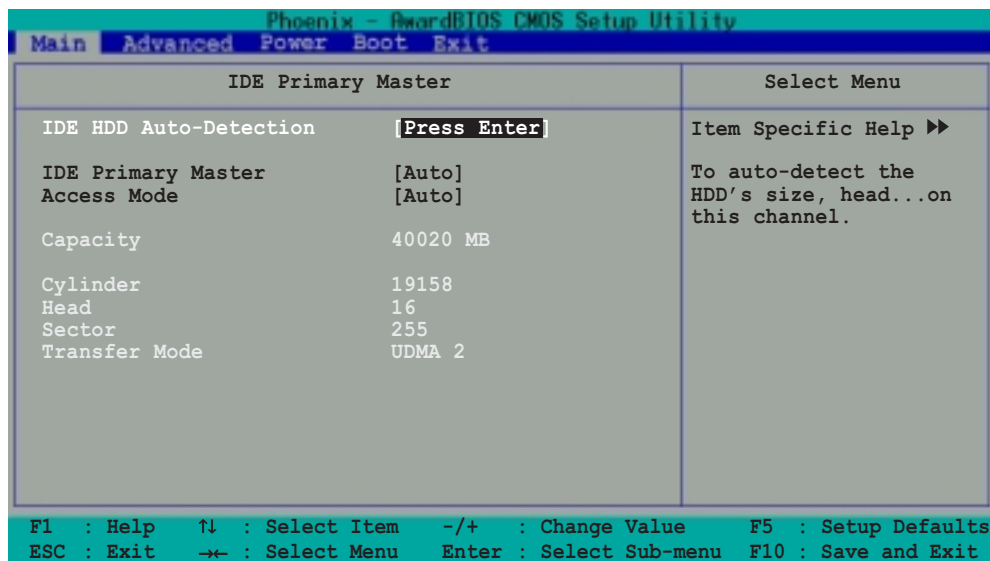 Phoenix - AwardBIOS CMOS Setup Utility
Main Advanced Power Boot Exit
IDE Primary Master Select Menu
IDE HDD Auto-Detection [Press Enter] Item Specific Help ▶▶
IDE Primary Master [Auto] To auto-detect the
Access Mode [Auto] HDD’s size, head...on
this channel.
Capacity 40020 MB
Cylinder 19158
Head 16
Sector 255
Transfer Mode UDMA 2
F1 : Help ↑↓ : Select Item -/+ : Change Value F5 : Setup Defaults
ESC : Exit →← : Select Menu Enter : Select Sub-menu F10 : Save and Exit